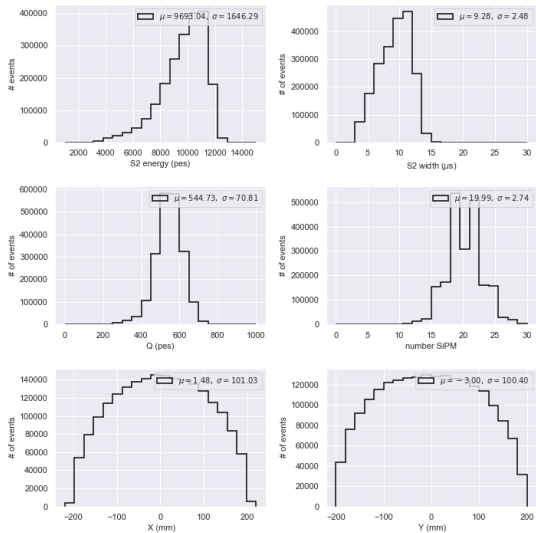 μ = 9693.04, σ = 1646.29
400000
300000
200000
100000
0
# of events
2000 4000 6000 8000 10000 12000 14000
S2 energy (pes)
μ = 9.28, σ = 2.48
400000
300000
200000
100000
0
# of events
0 5 10 15 20 25 30
S2 width (μs)
μ = 544.73, σ = 70.81
600000
500000
400000
300000
200000
100000
0
# of events
0 200 400 600 800 1000
Q (pes)
μ = 19.99, σ = 2.74
500000
400000
300000
200000
100000
0
# of events
0 5 10 15 20 25 30
number SiPM
μ = 1.48, σ = 101.03
140000
120000
100000
80000
60000
40000
20000
0
# of events
−200 −100 0 100 200
X (mm)
μ = −3.00, σ = 100.40
120000
100000
80000
60000
40000
20000
0
# of events
−200 −100 0 100 200
Y (mm)